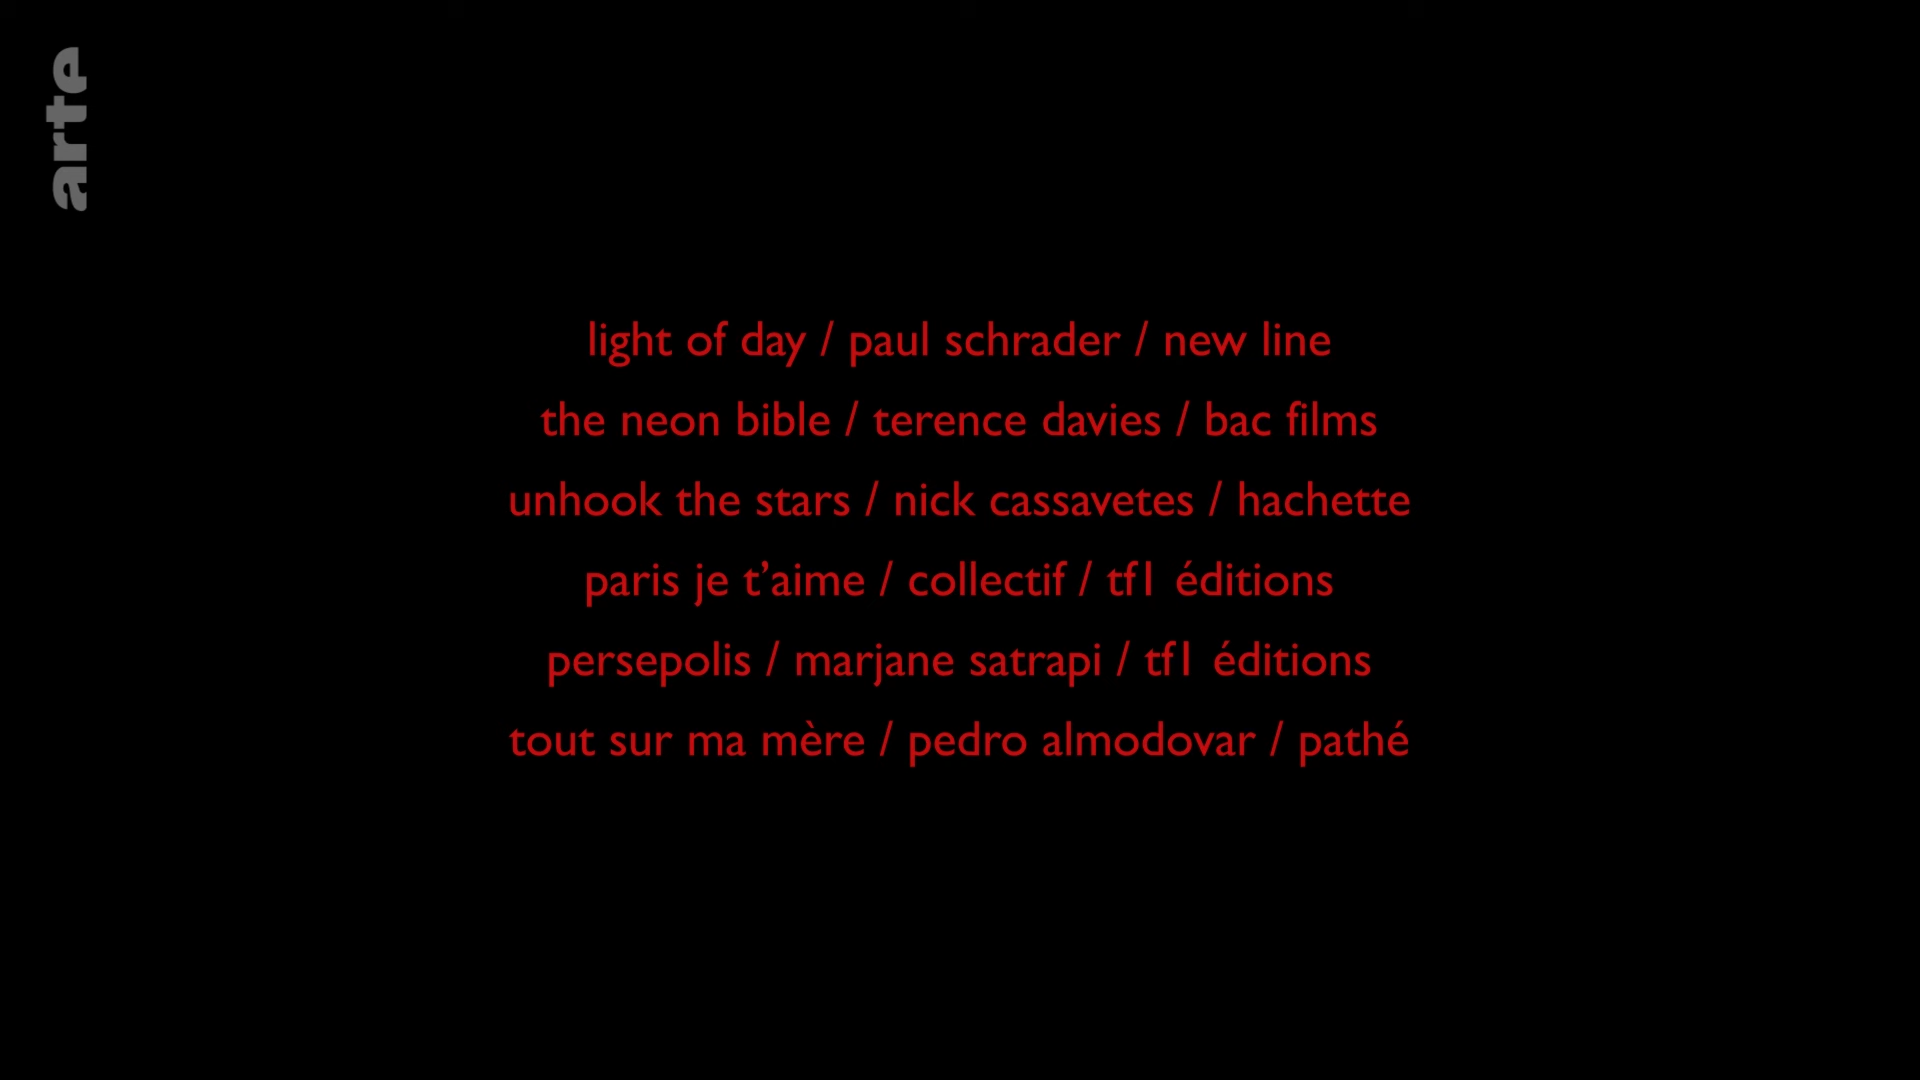 arte
light of day / paul schrader / new line
the neon bible / terence davies / bac films
unhook the stars / nick cassavetes / hachette
paris je t’aime / collectif / tf1 éditions
persepolis / marjane satrapi / tf1 éditions
tout sur ma mère / pedro almodovar / pathé